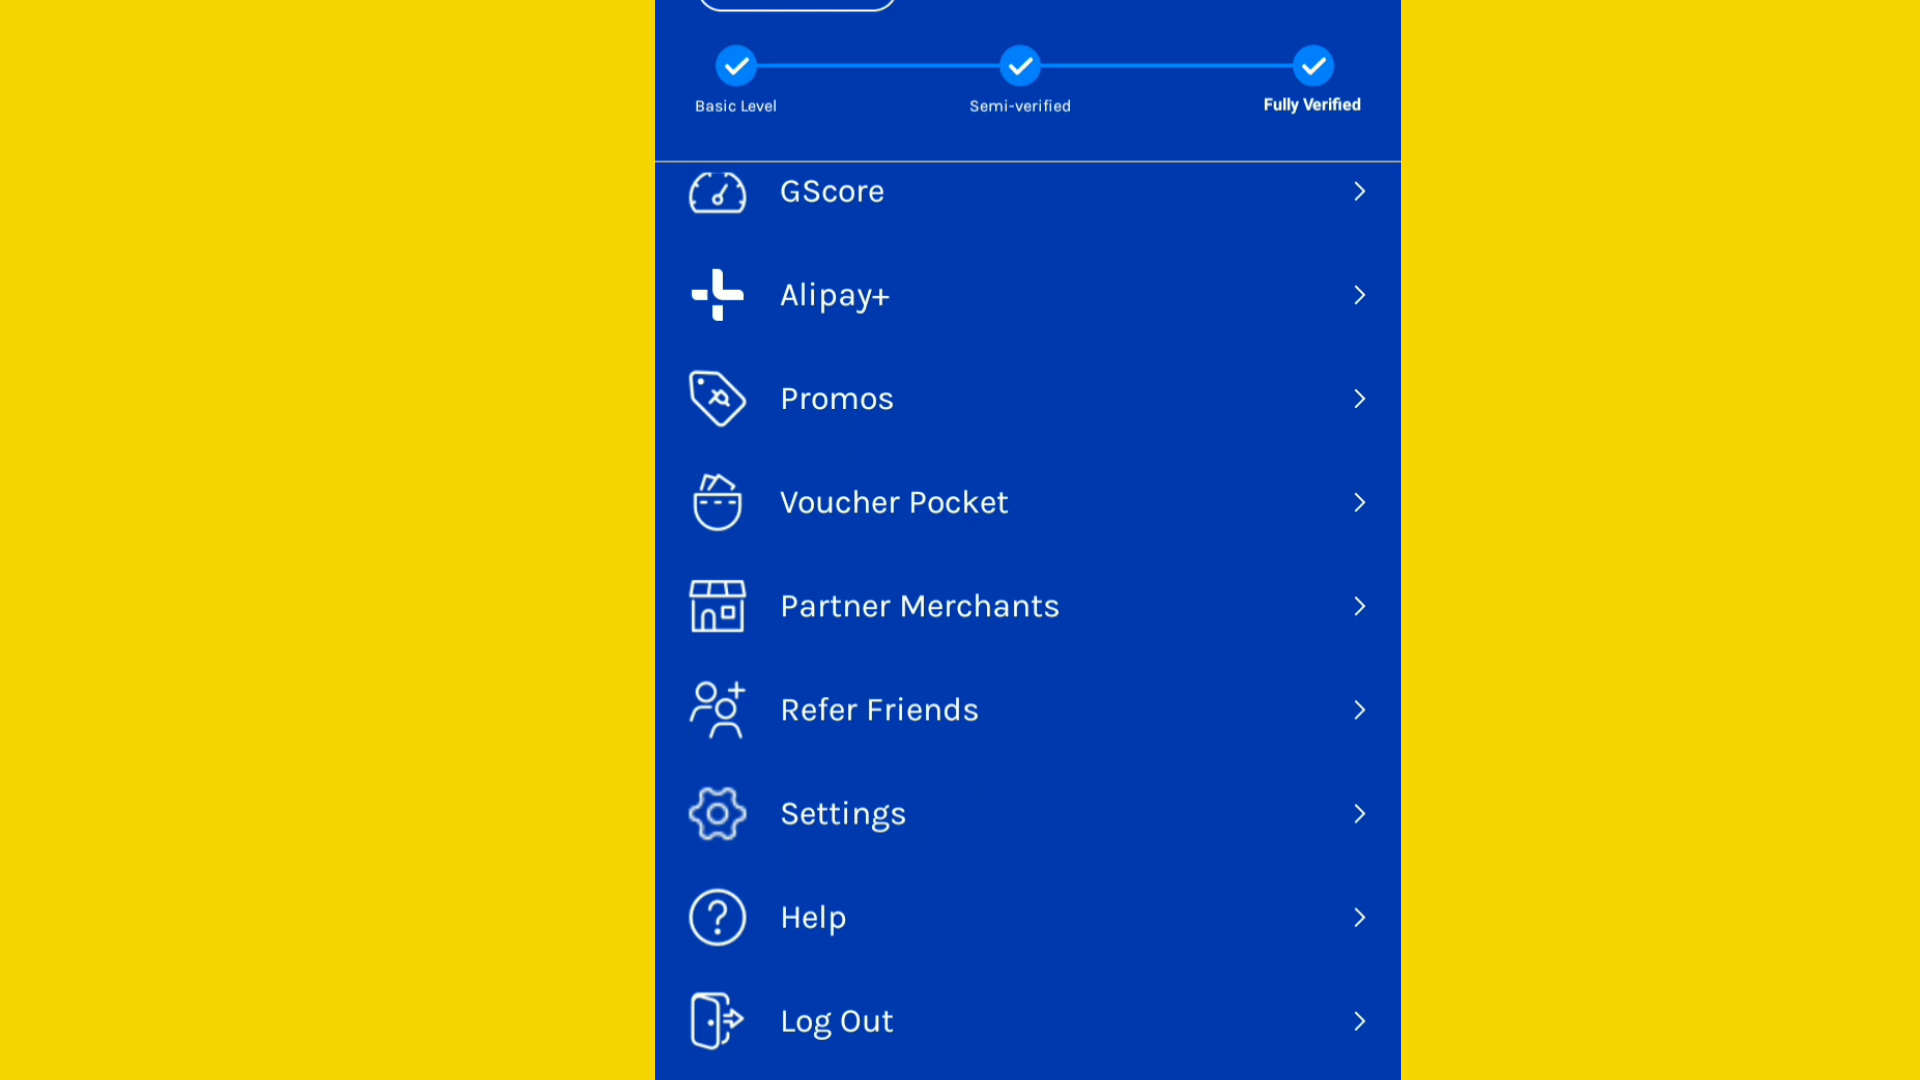 Basic Level
Semi-verified
Fully Verified
GScore
Alipay+
Promos
Voucher Pocket
Partner Merchants
Refer Friends
Settings
Help
Log Out